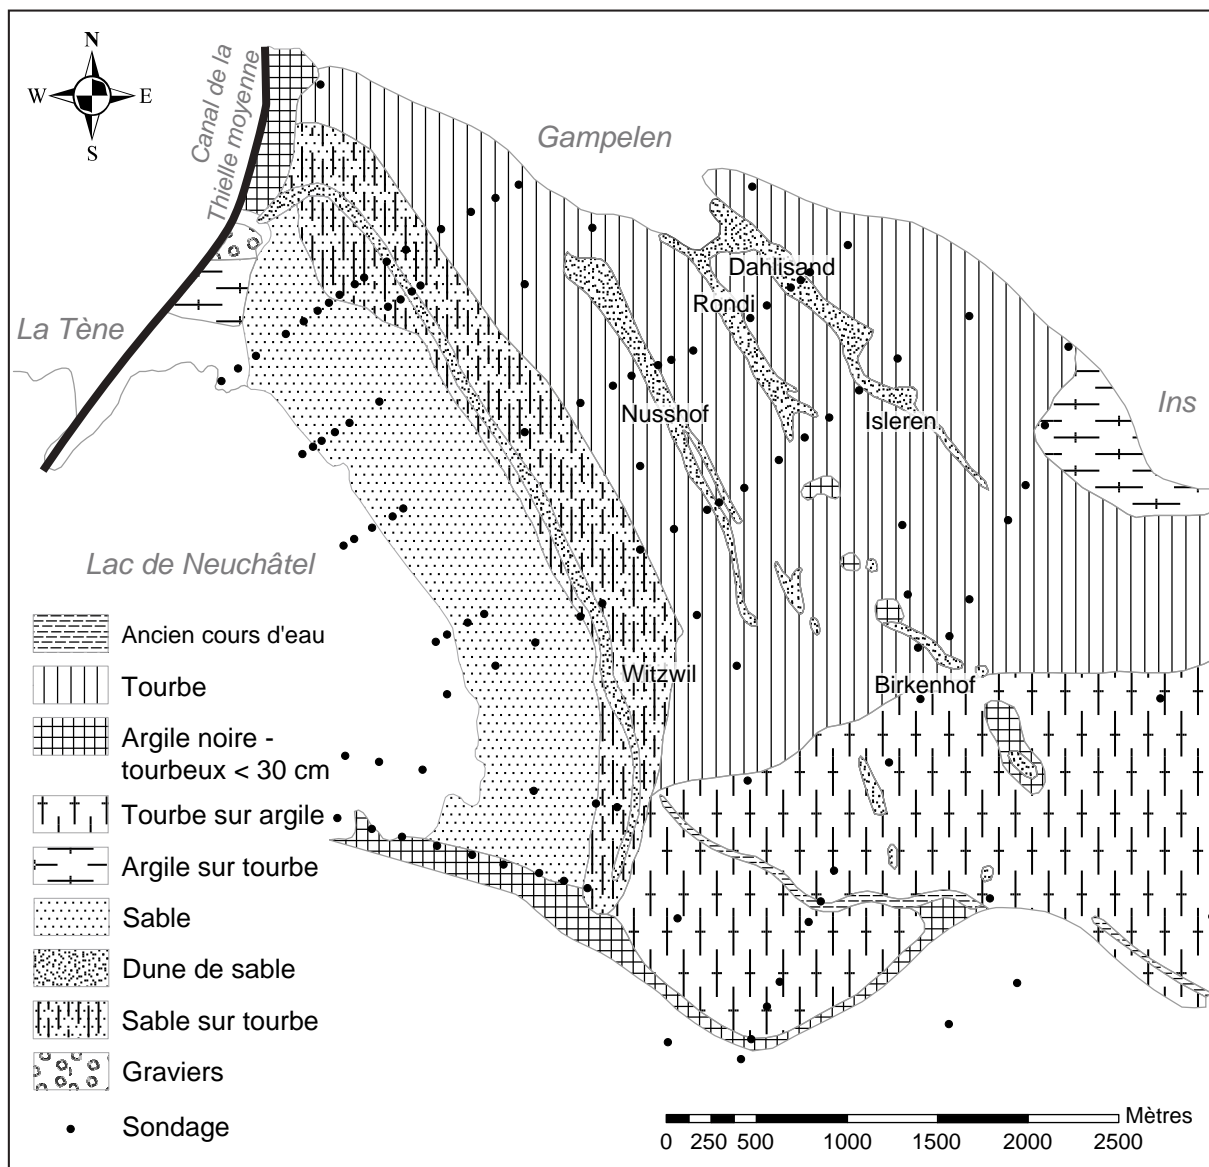 N
W
E
S
Canal de la
Thielle moyenne
Gampelen
Dahlisand
Rondi
La Tène
Nusshof
Isleren
Ins
Lac de Neuchâtel
Witzwil
Birkenhof
Ancien cours d'eau
Tourbe
Argile noire -
tourbeux < 30 cm
Tourbe sur argile
Argile sur tourbe
Sable
Dune de sable
Sable sur tourbe
Graviers
Sondage
Mètres
0 250 500 1000 1500 2000 2500